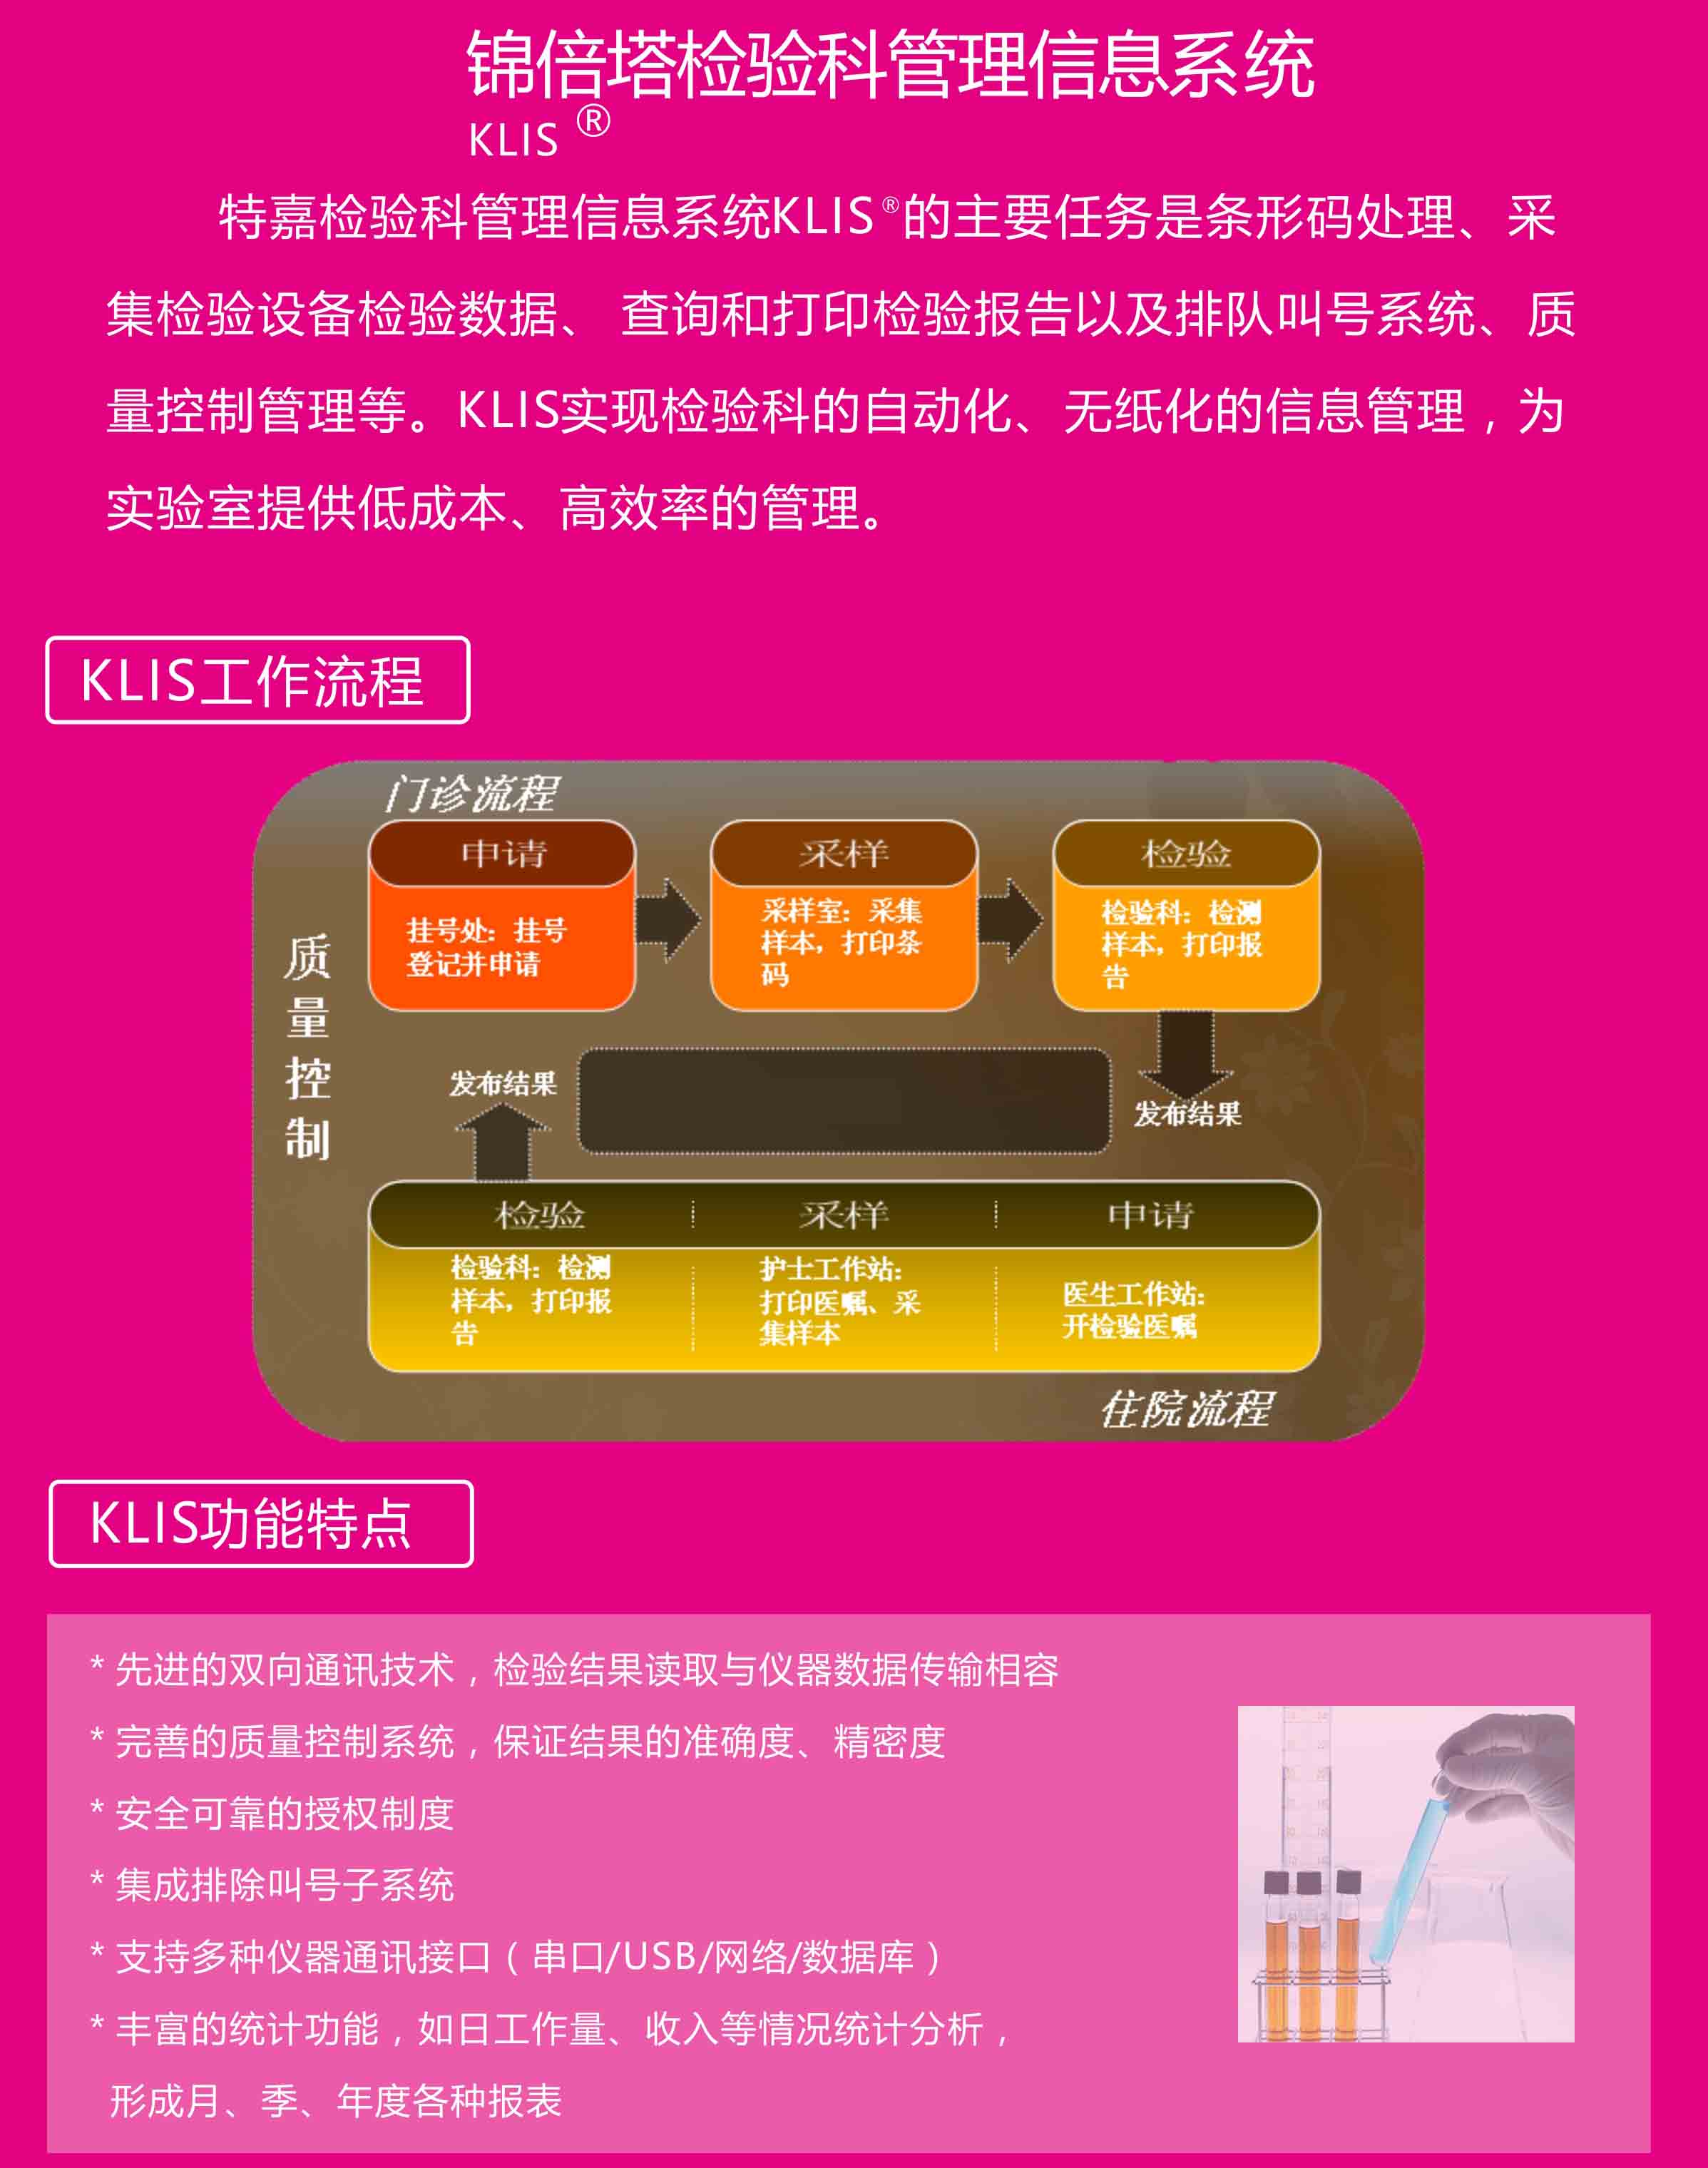 锦倍塔检验科管理信息系统
KLIS ®
特嘉检验科管理信息系统KLIS®的主要任务是条形码处理、采
集检验设备检验数据、 查询和打印检验报告以及排队叫号系统、质
量控制管理等。KLIS实现检验科的自动化、无纸化的信息管理，为
实验室提供低成本、高效率的管理。
KLIS工作流程
门诊流程
申请
采样
检验
挂号处：挂号
登记并申请
采样室：采集
样本，打印条
码
检验科：检测
样本，打印报
告
质
量
控
制
发布结果
发布结果
检验
采样
申请
检验科：检测
样本，打印报
告
护士工作站：
打印医嘱、采
集样本
医生工作站：
开检验医嘱
住院流程
KLIS功能特点
* 先进的双向通讯技术，检验结果读取与仪器数据传输相容
* 完善的质量控制系统，保证结果的准确度、精密度
* 安全可靠的授权制度
* 集成排除叫号子系统
* 支持多种仪器通讯接口（串口/USB/网络/数据库）
* 丰富的统计功能，如日工作量、收入等情况统计分析，
形成月、季、年度各种报表